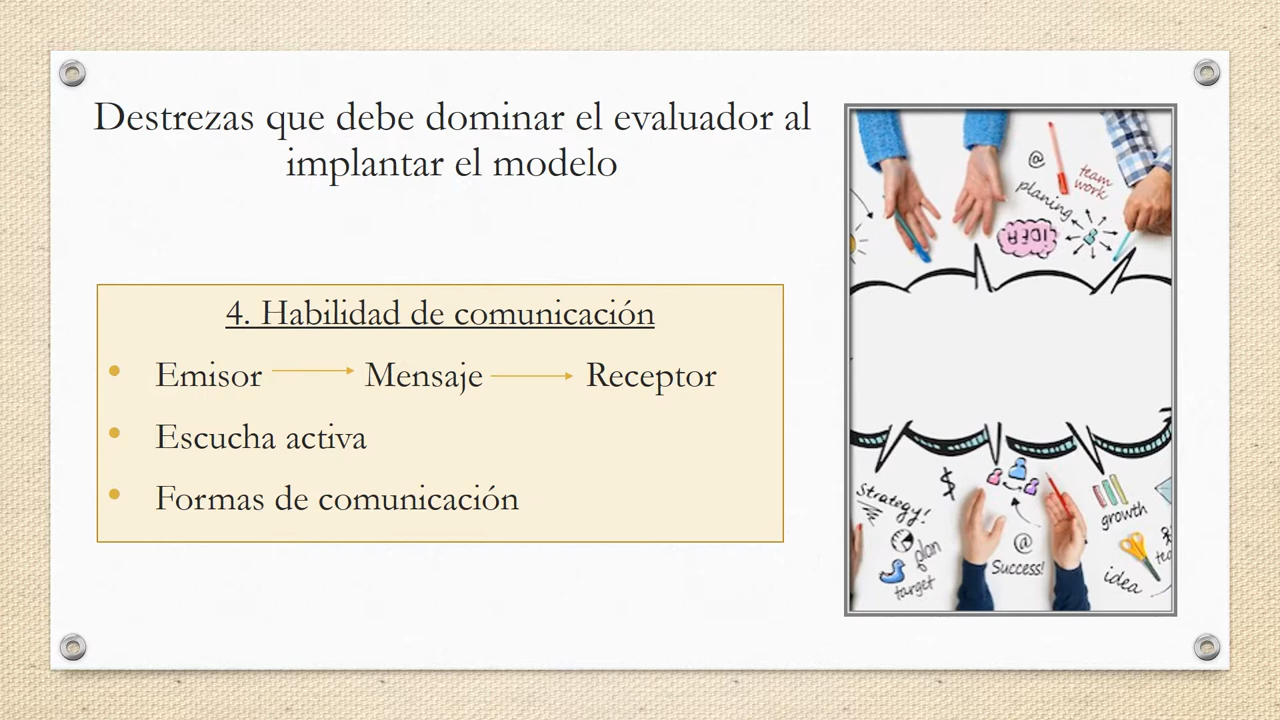 Destrezas que debe dominar el evaluador al
implantar el modelo
4. Habilidad de comunicación
Emisor Mensaje Receptor
Escucha activa
Formas de comunicación
@
team
work
planing
IDEA
Strategy!
$
plan
target
@
Success!
growth
idea